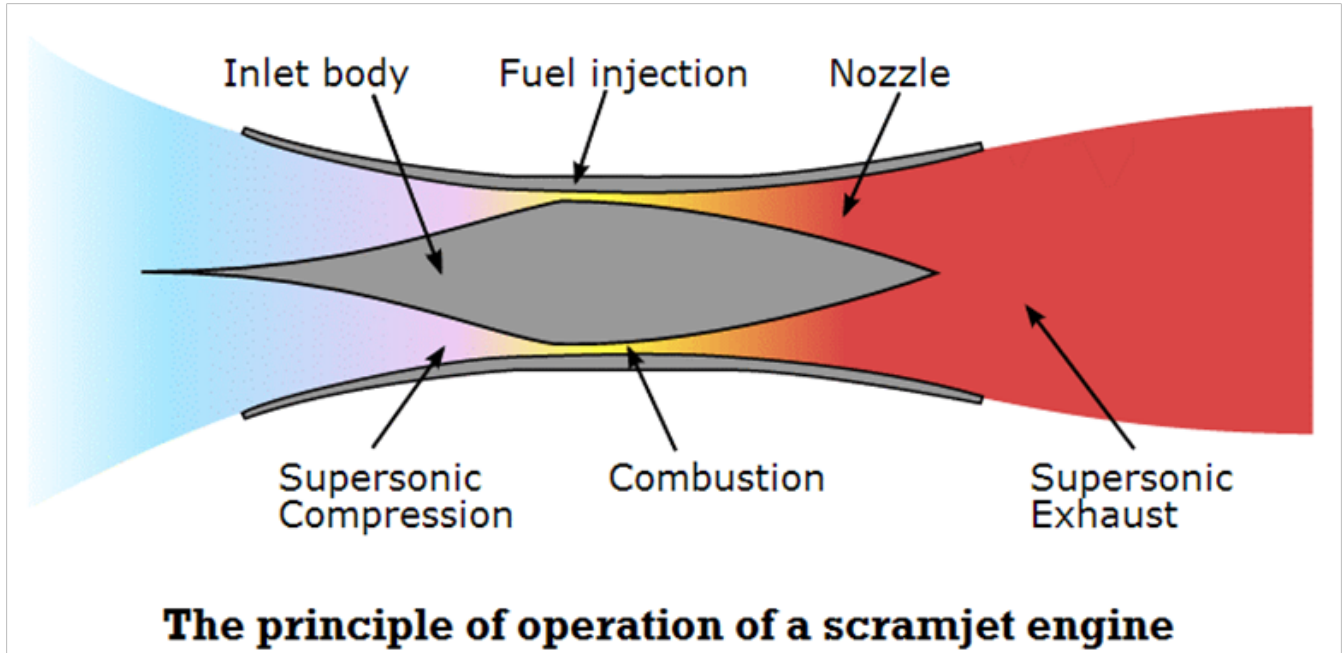 Inlet body
Fuel injection
Nozzle
Supersonic
Compression
Combustion
Supersonic
Exhaust
The principle of operation of a scramjet engine